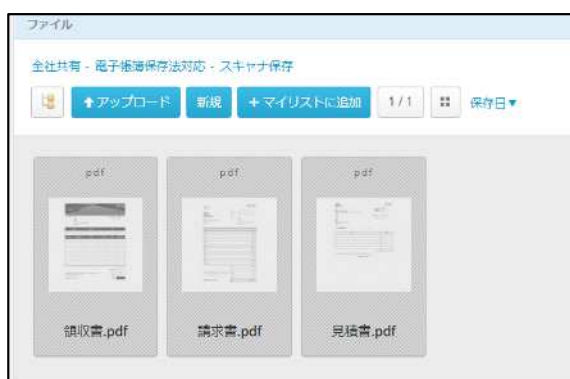 ファイル
全社共有 - 電子帳簿保存法対応 - スキャナ保存
アップロード 新規 +マイリストに追加 1/1 保存日▼
pdf pdf pdf
領収書.pdf 請求書.pdf 見積書.pdf